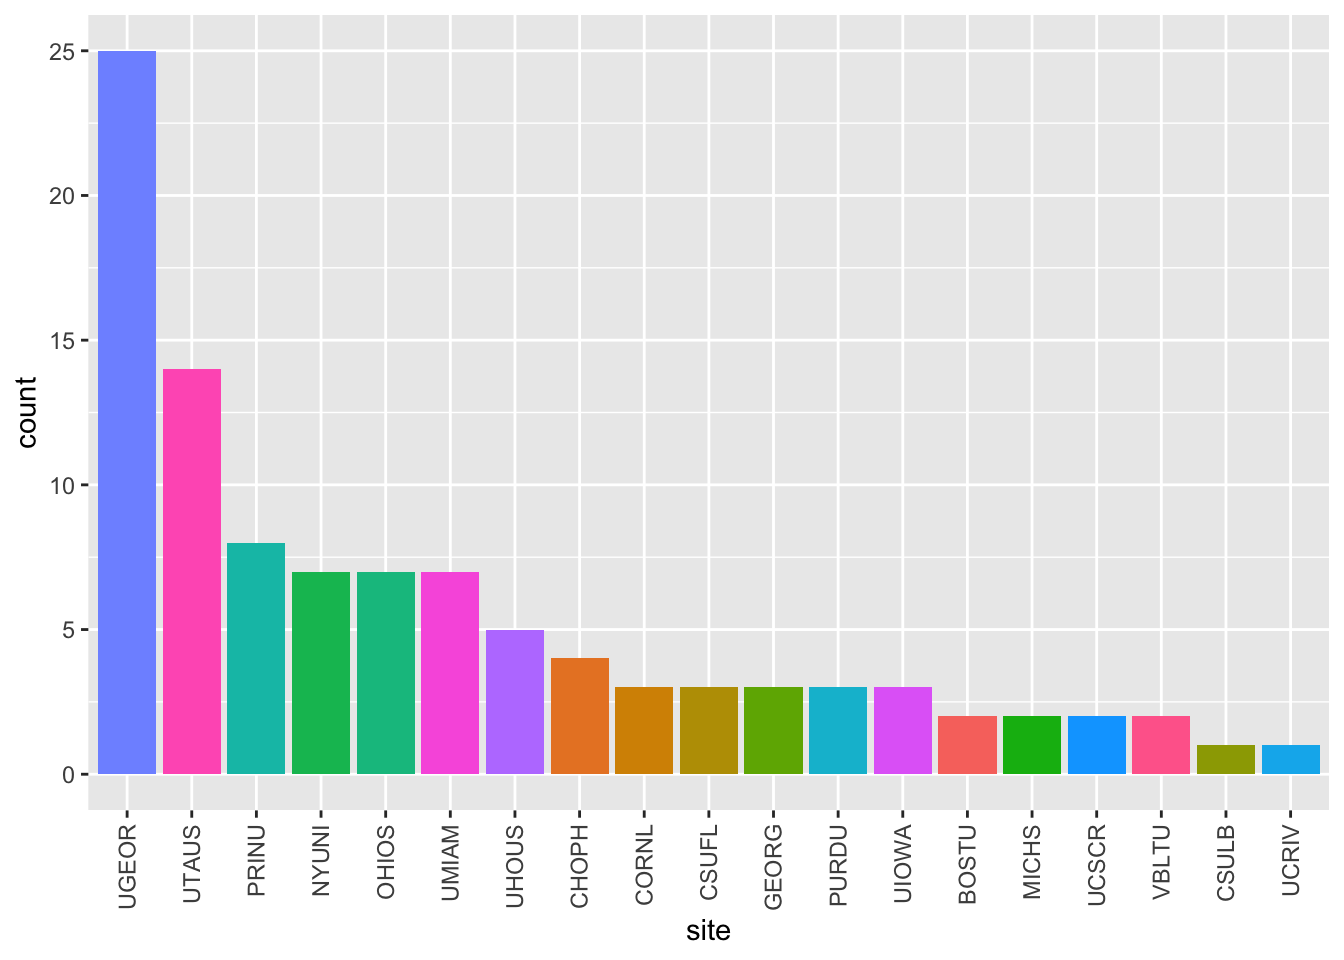 25
20
15
10
5
0
count
UGEOR
UTAUS
PRINU
NYUNI
OHIOS
UMIAM
UHOUS
CHOPH
CORNL
CSUFL
GEORG
PURDU
UIOWA
BOSTU
MICHS
UCSCR
VBLTU
CSULB
UCRIV
site